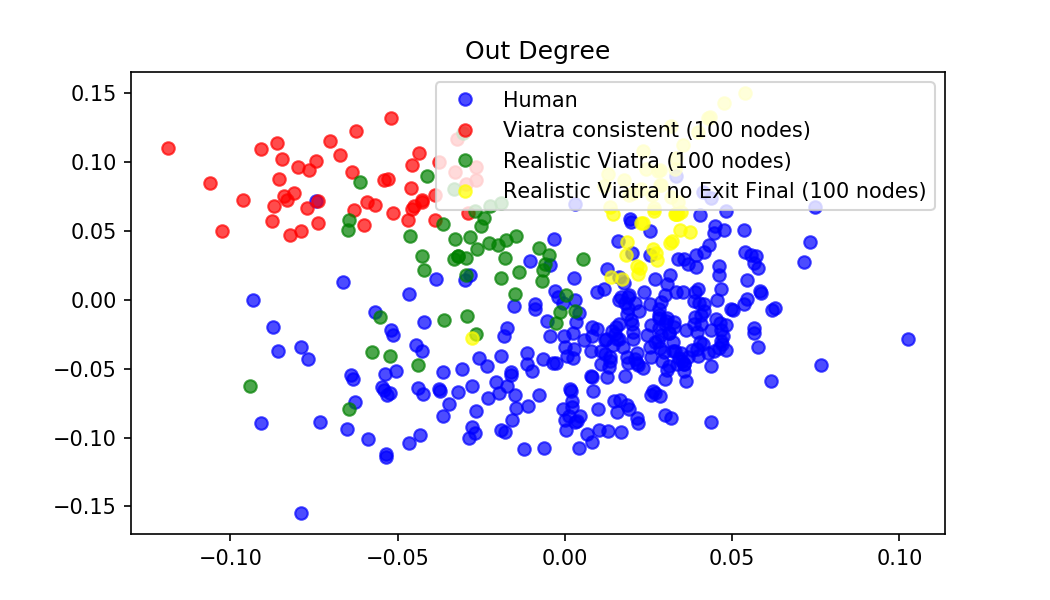 Out Degree
Human
Viatra consistent (100 nodes)
Realistic Viatra (100 nodes)
Realistic Viatra no Exit Final (100 nodes)
0.15
0.10
0.05
0.00
−0.05
−0.10
−0.15
−0.10 −0.05 0.00 0.05 0.10